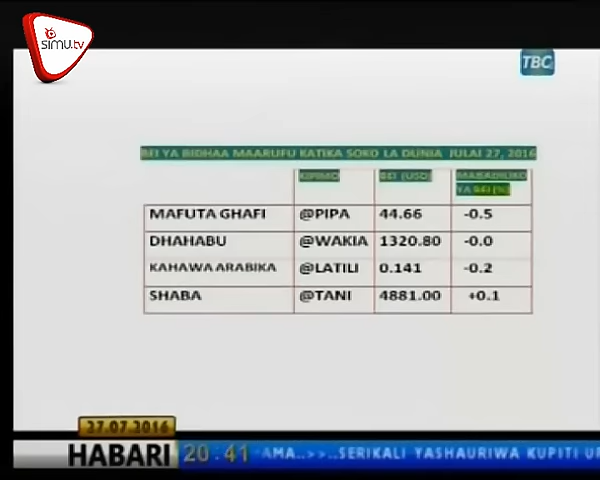 SIMU.tv
TBC
BEI YA BIDHAA MAARUFU KATIKA SOKO LA DUNIA JULAI 27, 2016
KIPIMO BEI (USD) MABADILIKO
YA BEI (%)
MAFUTA GHAFI @PIPA 44.66 -0.5
DHAHABU @WAKIA 1320.80 -0.0
KAHAWA ARABIKA @LATILI 0.141 -0.2
SHABA @TANI 4881.00 +0.1
27.07.2016
HABARI 20:41 AMA..>>..SERIKALI YASHAURIWA KUPITI